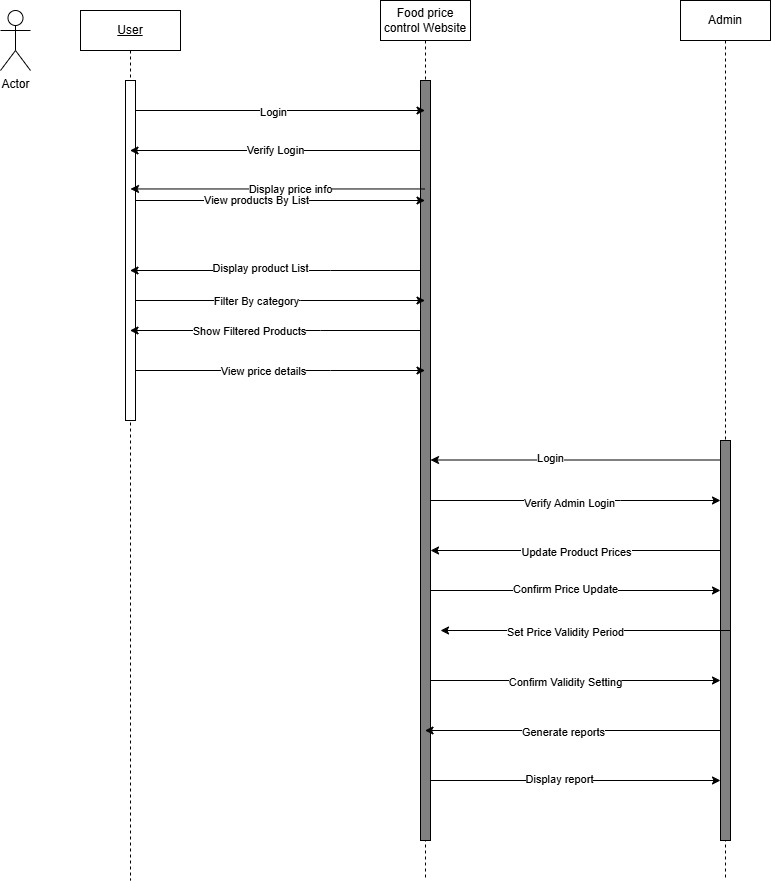 Actor
User
Food price
control Website
Admin
Login
Verify Login
Display price info
View products By List
Display product List
Filter By category
Show Filtered Products
View price details
Login
Verify Admin Login
Update Product Prices
Confirm Price Update
Set Price Validity Period
Confirm Validity Setting
Generate reports
Display report